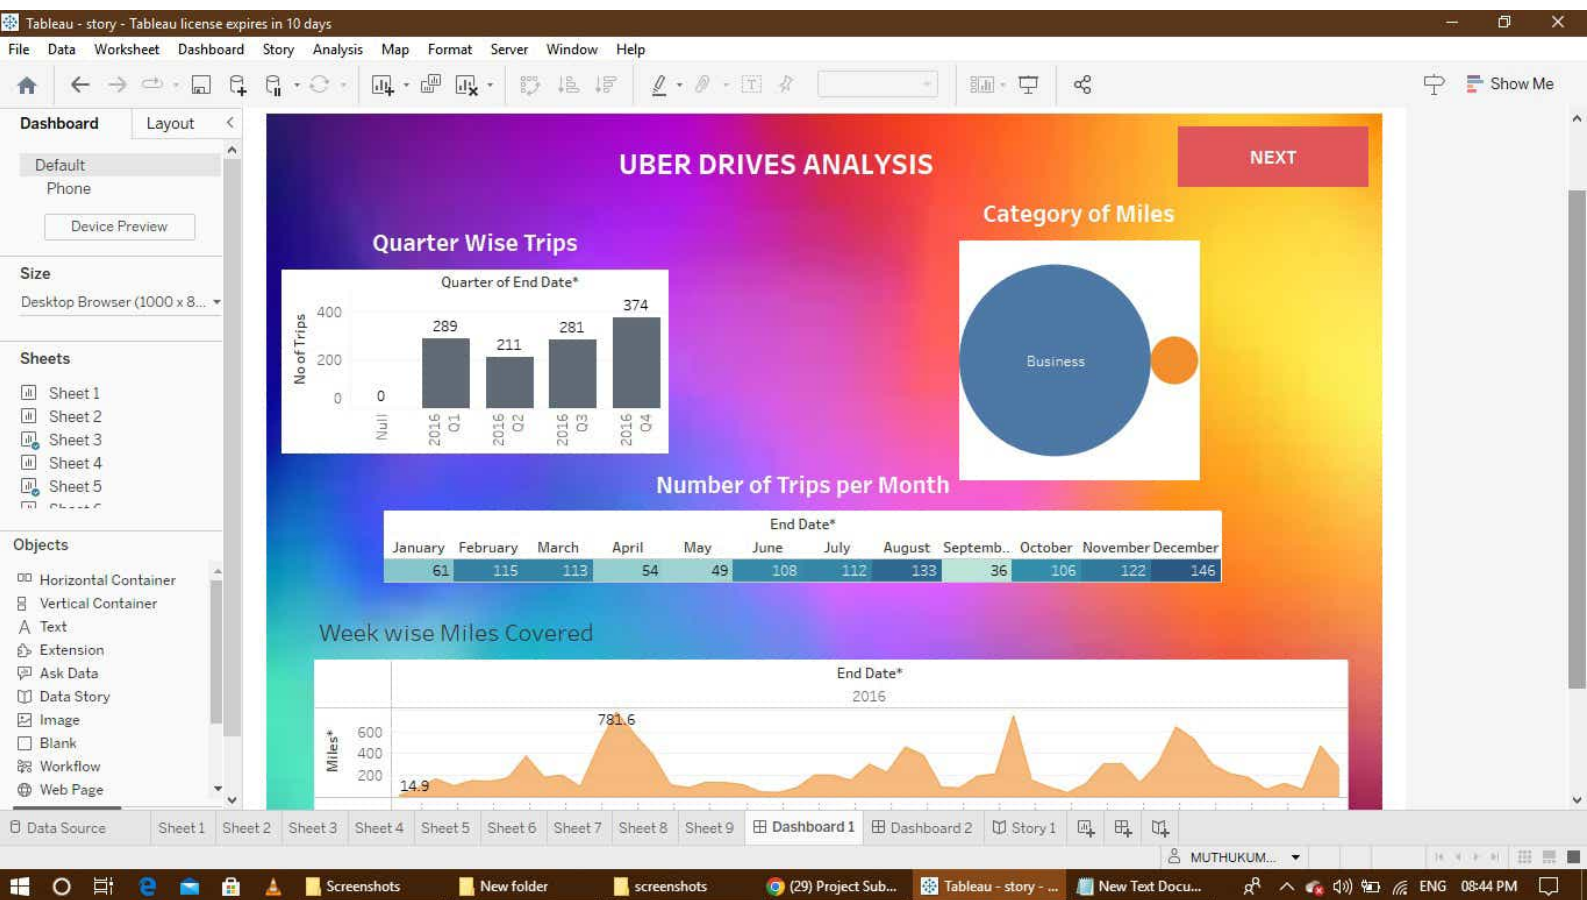 Tableau - story - Tableau license expires in 10 days
File Data Worksheet Dashboard Story Analysis Map Format Server Window Help
Show Me
Dashboard Layout
Default
Phone
Device Preview
Size
Desktop Browser (1000 x 8...
Sheets
Sheet 1
Sheet 2
Sheet 3
Sheet 4
Sheet 5
Objects
Horizontal Container
Vertical Container
Text
Extension
Ask Data
Data Story
Image
Blank
Workflow
Web Page
UBER DRIVES ANALYSIS
NEXT
Quarter Wise Trips
Quarter of End Date*
No of Trips
400
200
0
0
289
211
281
374
Null
2016 Q1
2016 Q2
2016 Q3
2016 Q4
Category of Miles
Business
Number of Trips per Month
End Date*
January February March April May June July August Septemb.. October November December
61 115 113 54 49 108 112 133 36 106 122 146
Week wise Miles Covered
End Date*
2016
Miles*
600
400
200
14.9
781.6
Data Source Sheet 1 Sheet 2 Sheet 3 Sheet 4 Sheet 5 Sheet 6 Sheet 7 Sheet 8 Sheet 9 Dashboard 1 Dashboard 2 Story 1
MUTHUKUM...
Screenshots New folder screenshots (29) Project Sub... Tableau - story - ... New Text Docu... ENG 08:44 PM